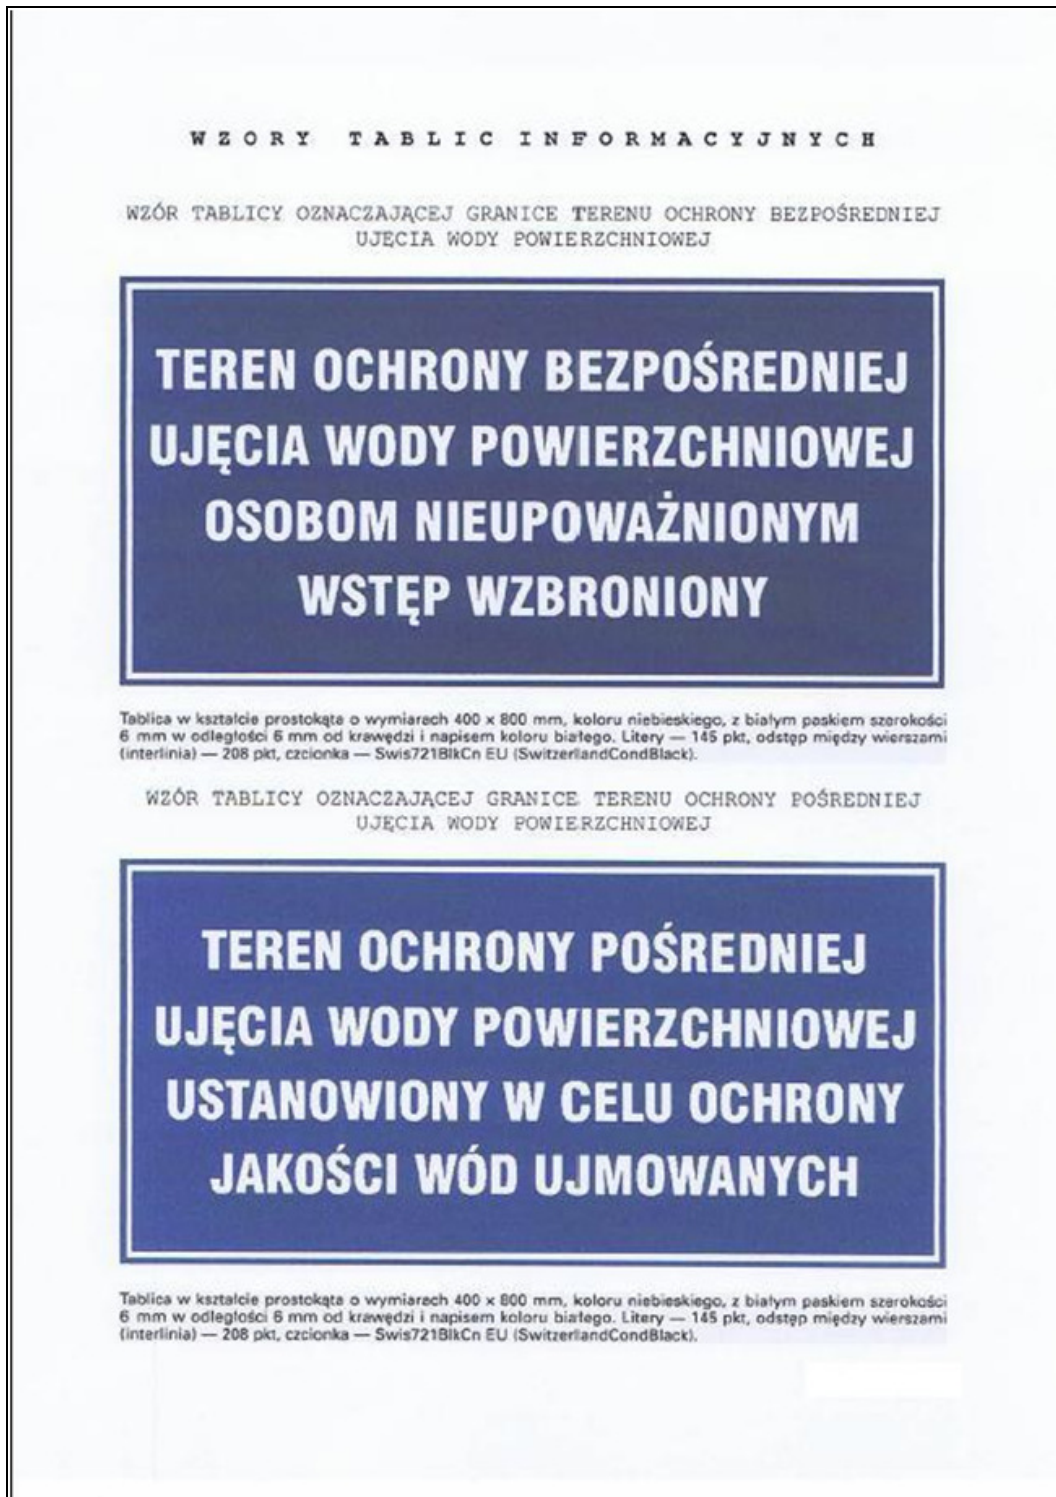 WZORY TABLIC INFORMACYJNYCH
WZÓR TABLICY OZNACZAJĄCEJ GRANICE TERENU OCHRONY BEZPOŚREDNIEJ
UJĘCIA WODY POWIERZCHNIOWEJ
TEREN OCHRONY BEZPOŚREDNIEJ
UJĘCIA WODY POWIERZCHNIOWEJ
OSOBOM NIEUPOWAŻNIONYM
WSTĘP WZBRONIONY
Tablica w kształcie prostokąta o wymiarach 400 x 800 mm, koloru niebieskiego, z białym paskiem szerokości
6 mm w odległości 6 mm od krawędzi i napisem koloru białego. Litery — 145 pkt, odstęp między wierszami
(interlinia) — 208 pkt, czcionka — Swis721BlkCn EU (SwitzerlandCondBlack).
WZÓR TABLICY OZNACZAJĄCEJ GRANICE TERENU OCHRONY POŚREDNIEJ
UJĘCIA WODY POWIERZCHNIOWEJ
TEREN OCHRONY POŚREDNIEJ
UJĘCIA WODY POWIERZCHNIOWEJ
USTANOWIONY W CELU OCHRONY
JAKOŚCI WÓD UJMOWANYCH
Tablica w kształcie prostokąta o wymiarach 400 x 800 mm, koloru niebieskiego, z białym paskiem szerokości
6 mm w odległości 6 mm od krawędzi i napisem koloru białego. Litery — 145 pkt, odstęp między wierszami
(interlinia) — 208 pkt, czcionka — Swis721BlkCn EU (SwitzerlandCondBlack).